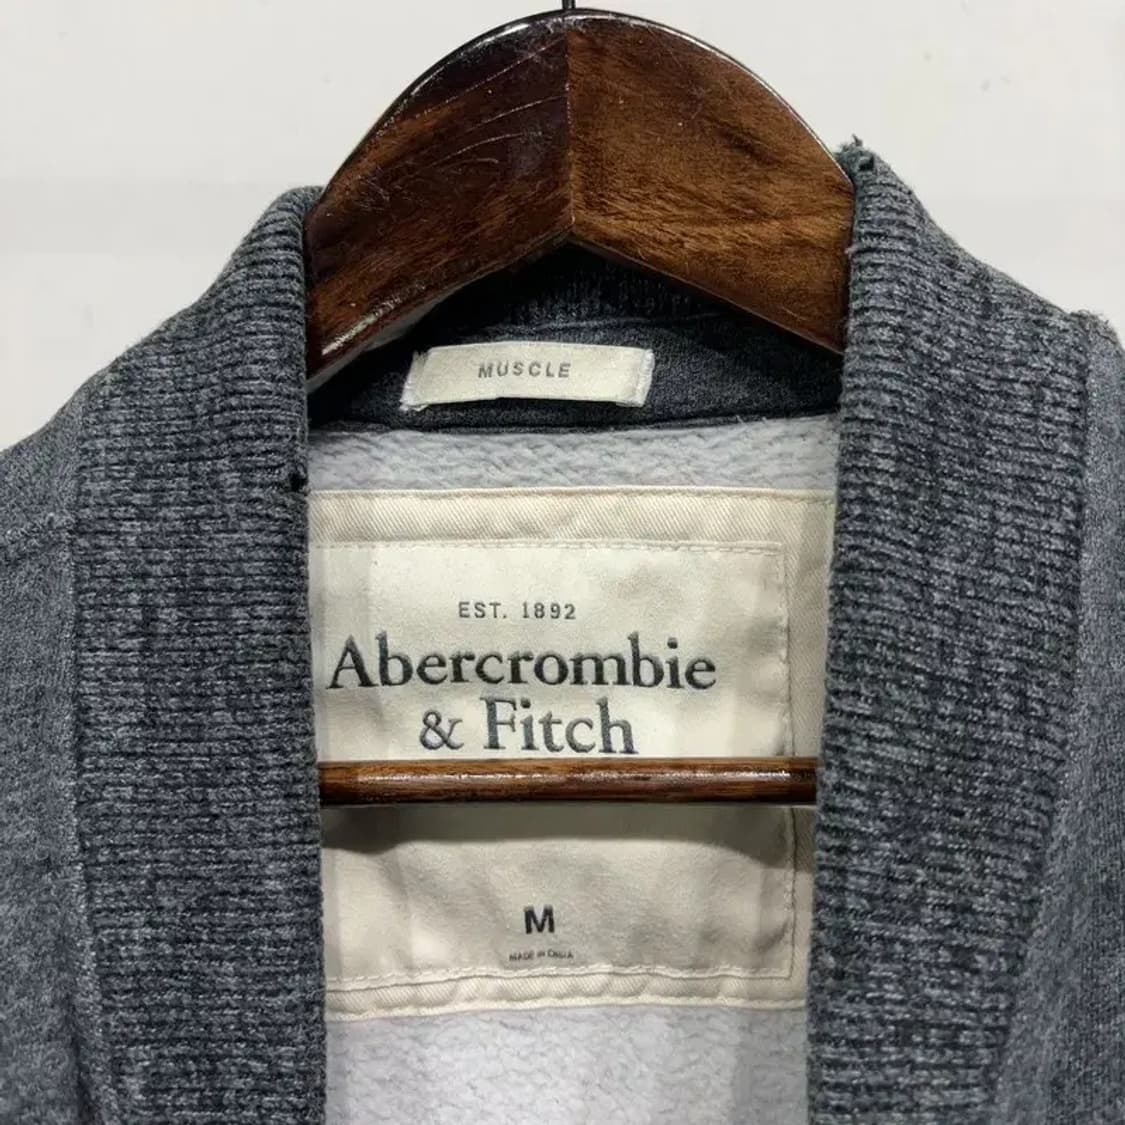 MUSCLE
EST. 1892
Abercrombie
& Fitch
M
MADE IN CHINA